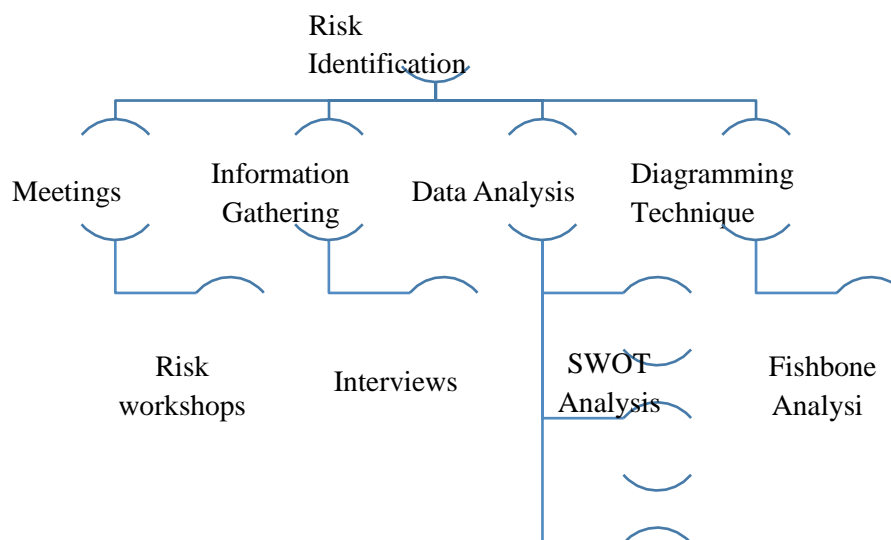 Risk
Identification
Meetings
Information
Gathering
Data Analysis
Diagramming
Technique
Risk
workshops
Interviews
SWOT
Analysis
Fishbone
Analysi